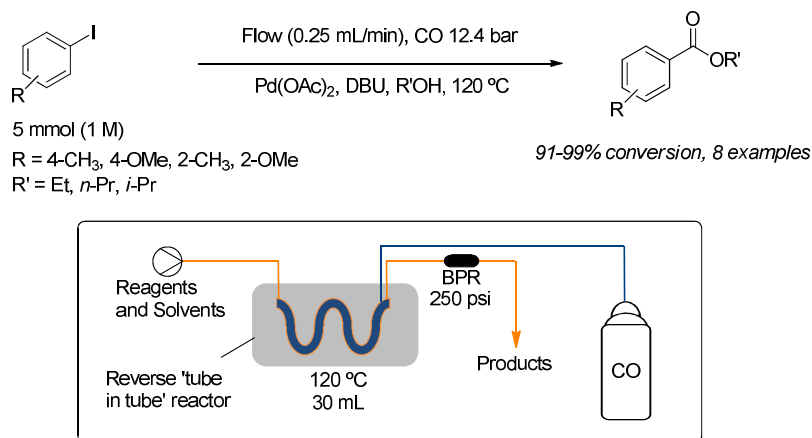 I
R
Flow (0.25 mL/min), CO 12.4 bar
Pd(OAc)2, DBU, R'OH, 120 ºC
O
OR'
R
5 mmol (1 M)
R = 4-CH3, 4-OMe, 2-CH3, 2-OMe
R' = Et, n-Pr, i-Pr
91-99% conversion, 8 examples
Reagents
and Solvents
BPR
250 psi
Reverse 'tube
in tube' reactor
120 ºC
30 mL
Products
CO